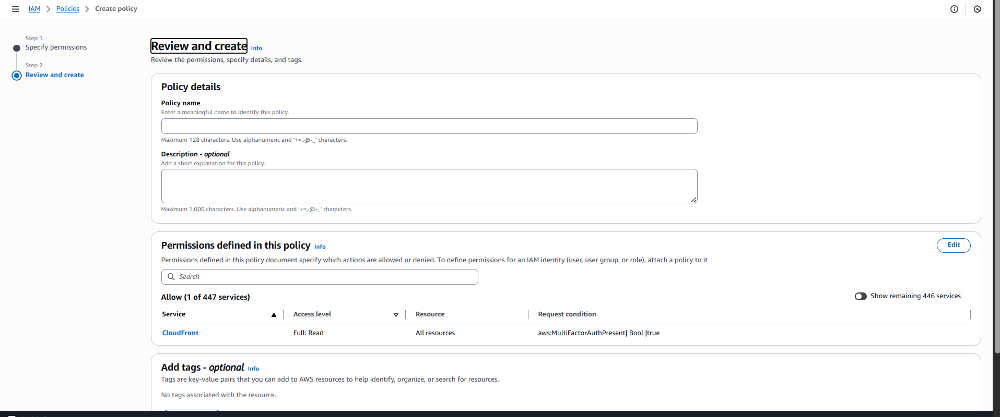 IAM > Policies > Create policy
Step 1
Specify permissions
Step 2
Review and create
Review and create Info
Review the permissions, specify details, and tags.
Policy details
Policy name
Enter a meaningful name to identify this policy.
Maximum 128 characters. Use alphanumeric and '+=,.@-_' characters.
Description - optional
Add a short explanation for this policy.
Maximum 1,000 characters. Use alphanumeric and '+=,.@-_' characters.
Permissions defined in this policy Info
Edit
Permissions defined in this policy document specify which actions are allowed or denied. To define permissions for an IAM identity (user, user group, or role), attach a policy to it
Search
Allow (1 of 447 services)
Show remaining 446 services
Service Access level Resource Request condition
CloudFront Full: Read All resources aws:MultiFactorAuthPresent| Bool |true
Add tags - optional Info
Tags are key-value pairs that you can add to AWS resources to help identify, organize, or search for resources.
No tags associated with the resource.